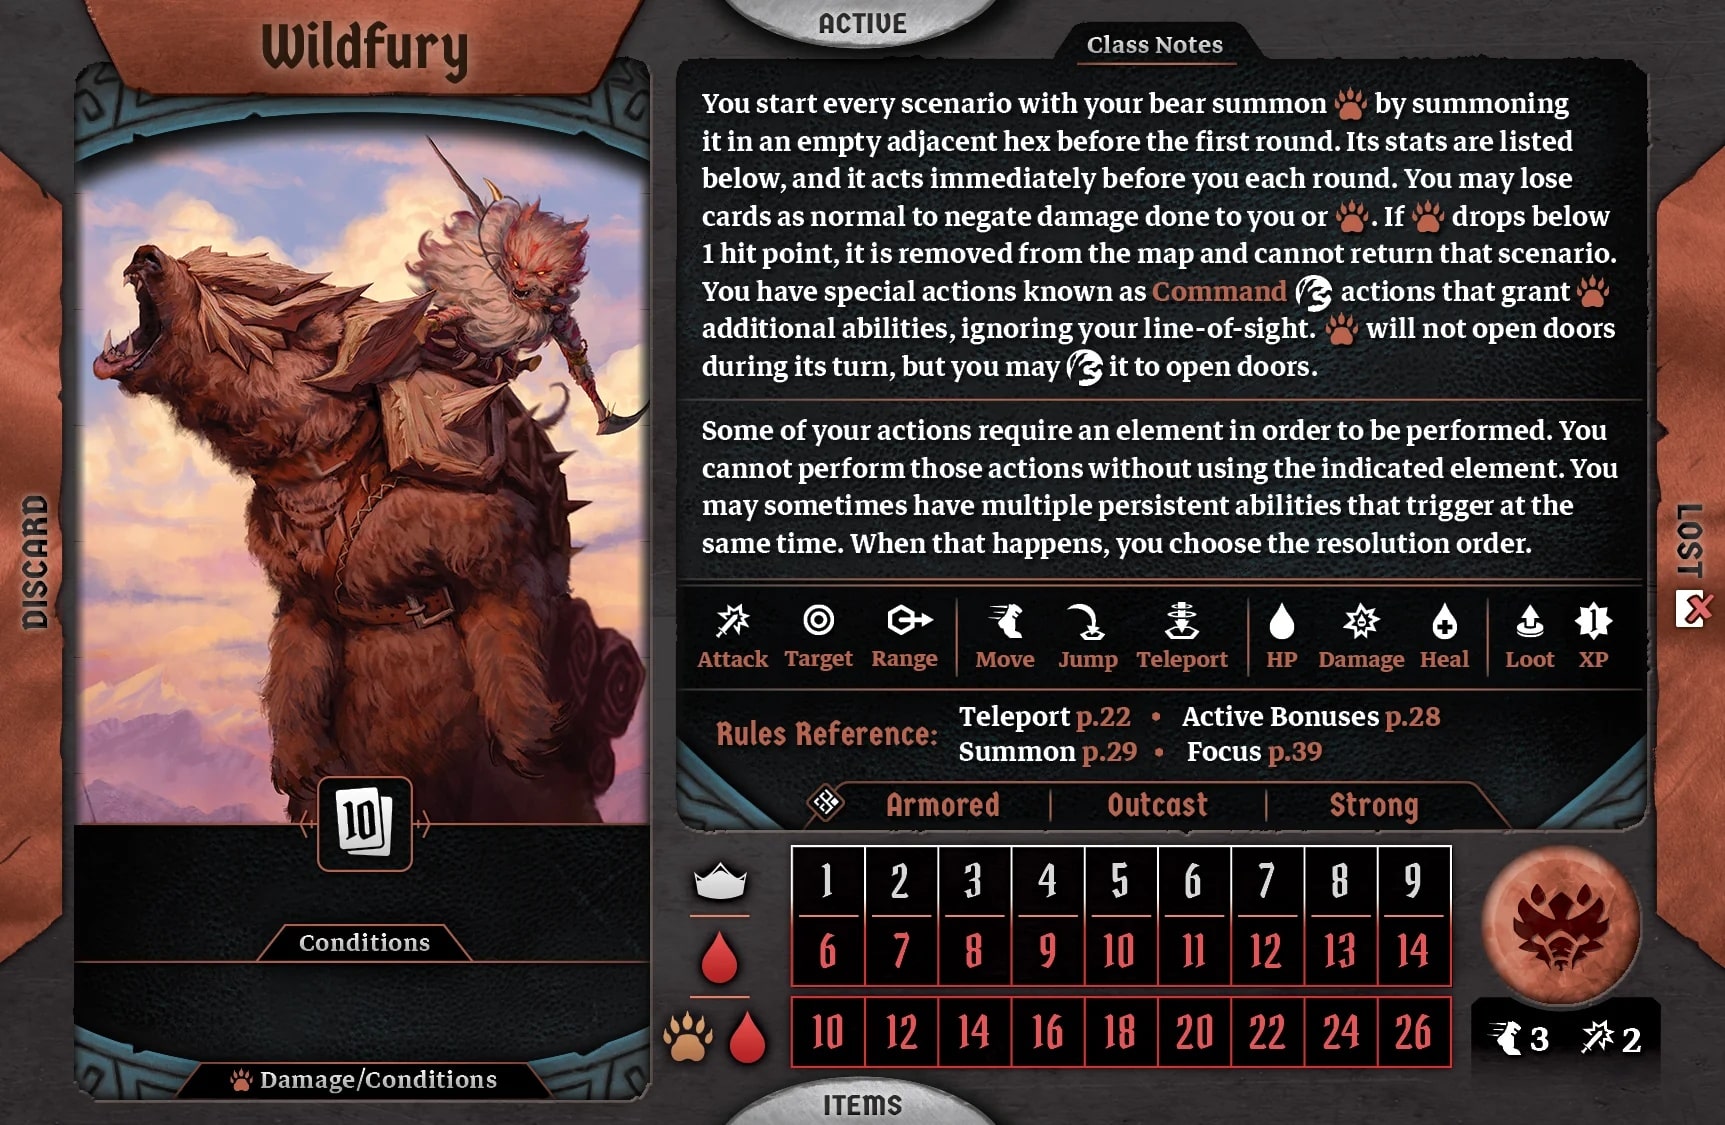 Wildfury
ACTIVE
Class Notes
You start every scenario with your bear summon by summoning
it in an empty adjacent hex before the first round. Its stats are listed
below, and it acts immediately before you each round. You may lose
cards as normal to negate damage done to you or . If drops below
1 hit point, it is removed from the map and cannot return that scenario.
You have special actions known as Command actions that grant
additional abilities, ignoring your line-of-sight. will not open doors
during its turn, but you may it to open doors.
Some of your actions require an element in order to be performed. You
cannot perform those actions without using the indicated element. You
may sometimes have multiple persistent abilities that trigger at the
same time. When that happens, you choose the resolution order.
Attack Target Range Move Jump Teleport HP Damage Heal Loot 1 XP
Rules Reference: Teleport p.22 • Active Bonuses p.28
Summon p.29 • Focus p.39
Armored Outcast Strong
DISCARD
LOST
10
Conditions
Damage/Conditions
1 2 3 4 5 6 7 8 9
6 7 8 9 10 11 12 13 14
10 12 14 16 18 20 22 24 26
3 2
ITEMS